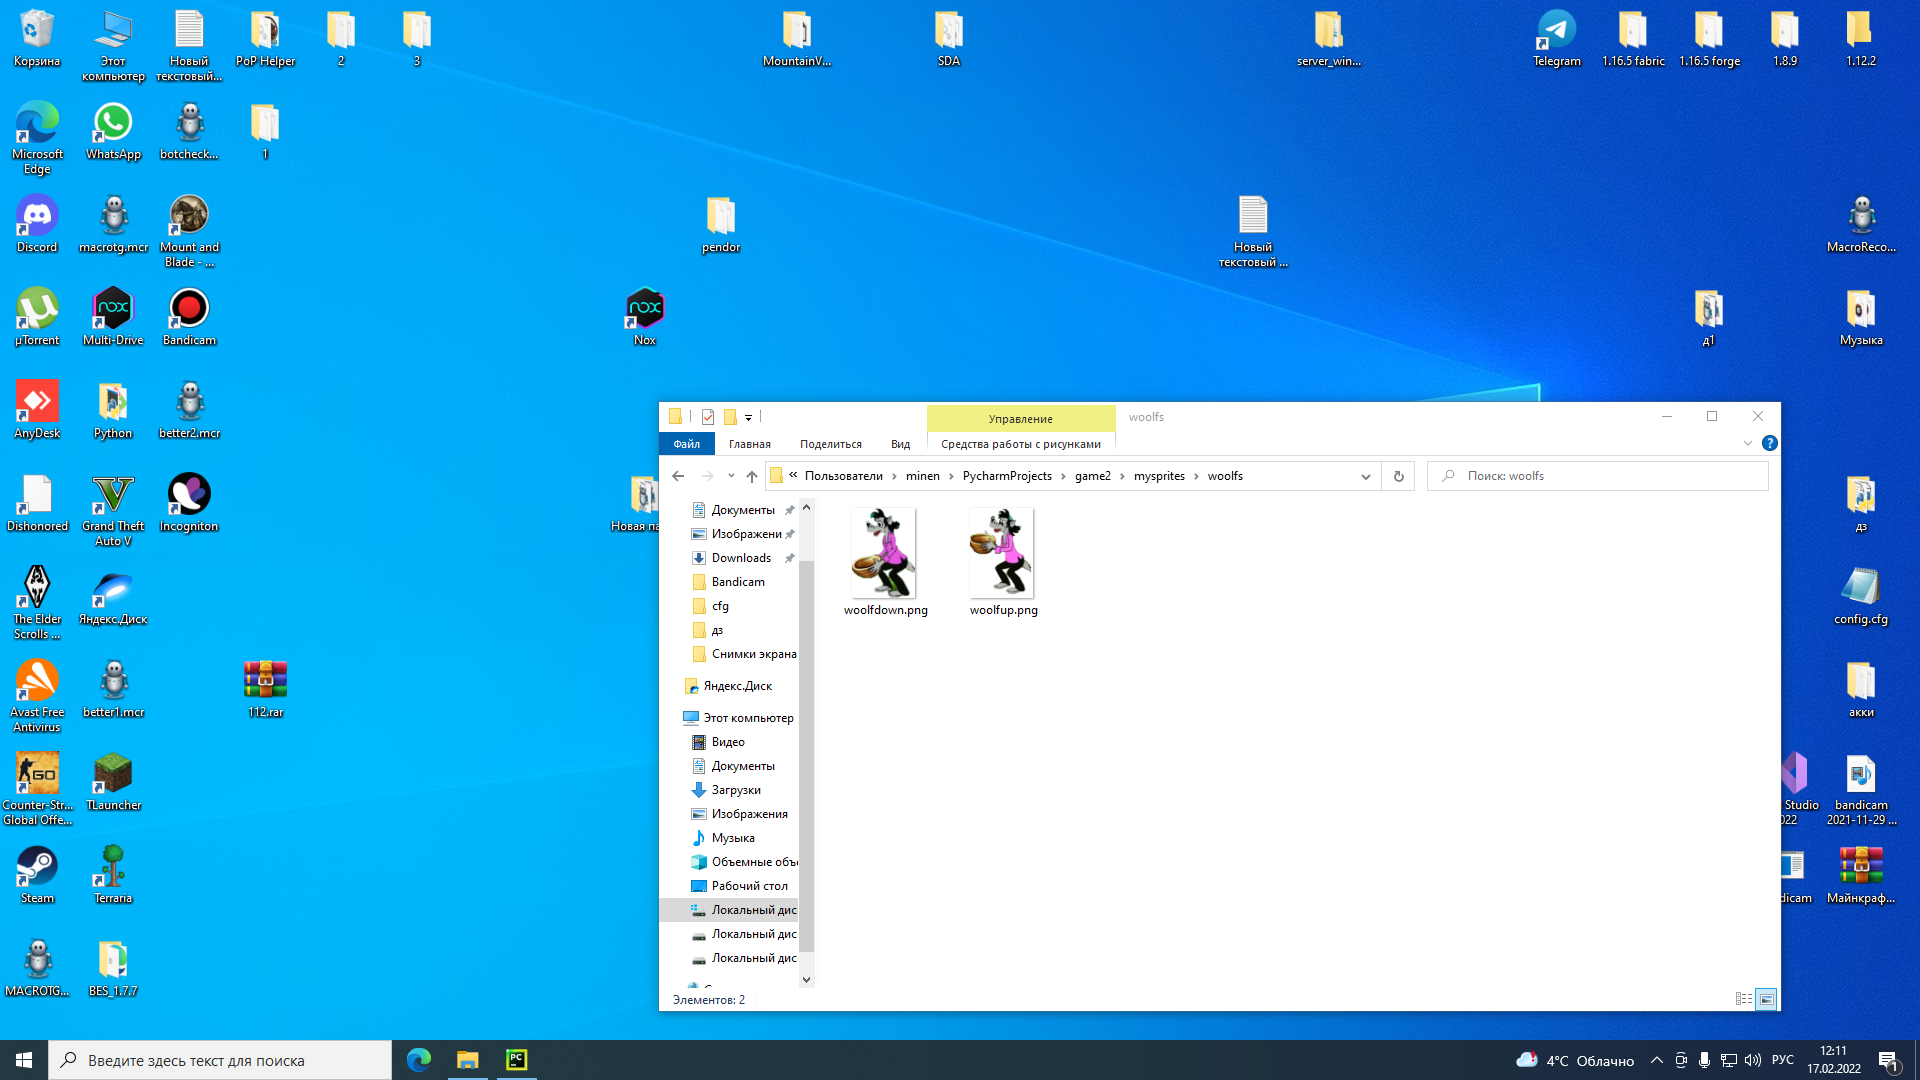 Корзина
Этот
компьютер
Новый
текстовый...
PoP Helper
2
3
MountainV...
SDA
server_win...
Telegram
1.16.5 fabric
1.16.5 forge
1.8.9
1.12.2
Microsoft
Edge
WhatsApp
botcheck...
1
Discord
macrotg.mcr
Mount and
Blade - ...
pendor
Новый
текстовый ...
MacroReco...
µTorrent
Multi-Drive
Bandicam
Nox
д1
Музыка
AnyDesk
Python
better2.mcr
Dishonored
Grand Theft
Auto V
Incogniton
Новая па
дз
The Elder
Scrolls ...
Яндекс.Диск
config.cfg
Avast Free
Antivirus
better1.mcr
112.rar
акки
Counter-Str...
Global Offe...
TLauncher
Studio
022
bandicam
2021-11-29 ...
Steam
Terraria
dicam
Майнкраф...
MACROTG...
BES_1.7.7
Управление
woolfs
Файл
Главная
Поделиться
Вид
Средства работы с рисунками
« Пользователи › minen › PycharmProjects › game2 › mysprites › woolfs
Поиск: woolfs
Документы
Изображени
Downloads
Bandicam
cfg
дз
Снимки экрана
Яндекс.Диск
Этот компьютер
Видео
Документы
Загрузки
Изображения
Музыка
Объемные объ
Рабочий стол
Локальный дис
Локальный дис
Локальный дис
woolfdown.png
woolfup.png
Элементов: 2
Введите здесь текст для поиска
PC
4°C Облачно
РУС
12:11
17.02.2022
1